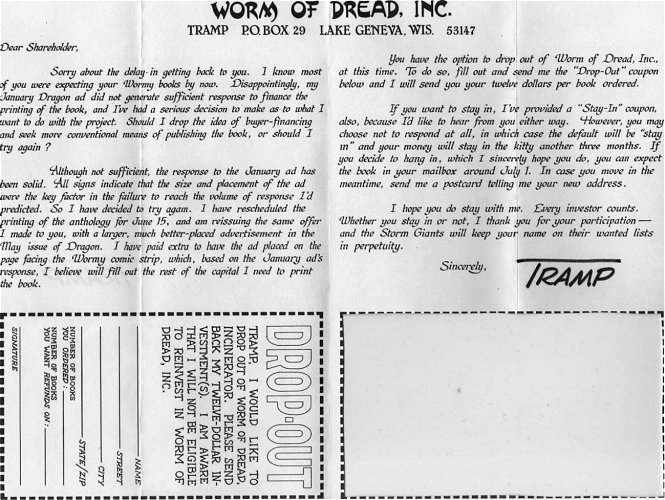 WORM OF DREAD, INC.
TRAMP P.O. BOX 29 LAKE GENEVA, WIS. 53147
Dear Shareholder,
Sorry about the delay in getting back to you. I know most
of you were expecting your Wormy books by now. Disappointingly, my
January Dragon ad did not generate sufficient response to finance the
printing of the book, and I've had a serious decision to make as to what I
want to do with the project. Should I drop the idea of buyer-financing
and seek more conventional means of publishing the book, or should I
try again ?
Although not sufficient, the response to the January ad has
been solid. All signs indicate that the size and placement of the ad
were the key factor in the failure to reach the volume of response I'd
predicted. So I have decided to try again. I have rescheduled the
printing of the anthology for June 15, and am reissuing the same offer
I made to you, with a larger, much better-placed advertisement in the
May issue of Dragon. I have paid extra to have the ad placed on the
page facing the Wormy comic strip, which, based on the January ad's
response, I believe will fill out the rest of the capital I need to print
the book.
You have the option to drop out of Worm of Dread, Inc.,
at this time. To do so, fill out and send me the "Drop-Out" coupon
below and I will send you your twelve dollars per book ordered.
If you want to stay in, I've provided a "Stay-In" coupon,
also, because I'd like to hear from you either way. However, you may
choose not to respond at all, in which case the default will be "stay
in" and your money will stay in the kitty another three months. If
you decide to hang in, which I sincerely hope you do, you can expect
the book in your mailbox around July 1. In case you move in the
meantime, send me a postcard telling me your new address.
I hope you do stay with me. Every investor counts.
Whether you stay in or not, I thank you for your participation —
and the Storm Giants will keep your name on their wanted lists
in perpetuity.
Sincerely,
TRAMP
DROP-OUT
TRAMP, I WOULD LIKE TO
DROP OUT OF WORM OF DREAD,
INCINERATOR. PLEASE SEND
BACK MY TWELVE-DOLLAR IN-
VESTMENT(S). I AM AWARE
THAT I WILL NOT BE ELIGIBLE
TO REINVEST IN WORM OF
DREAD, INC.
NAME
STREET
CITY
STATE/ZIP
NUMBER OF BOOKS
YOU ORDERED :
NUMBER OF BOOKS
YOU WANT REFUNDS ON :
SIGNATURE